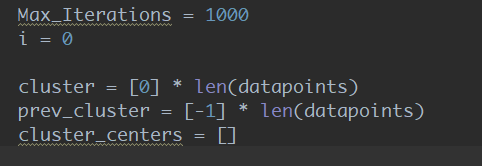 Max_Iterations = 1000
i = 0
cluster = [0] * len(datapoints)
prev_cluster = [-1] * len(datapoints)
cluster_centers = []